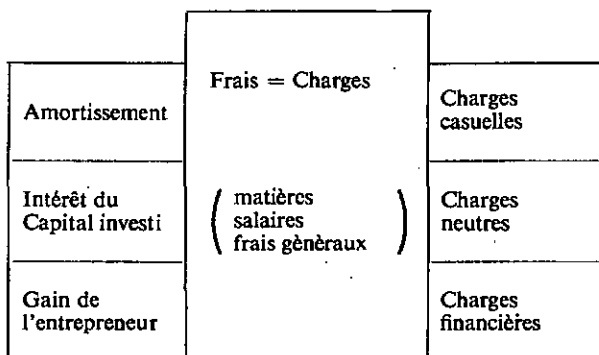 Frais = Charges
Amortissement
Charges
casuelles
Intérêt du
Capital investi
matières
salaires
frais gènèraux
Charges
neutres
Gain de
l'entrepreneur
Charges
financières